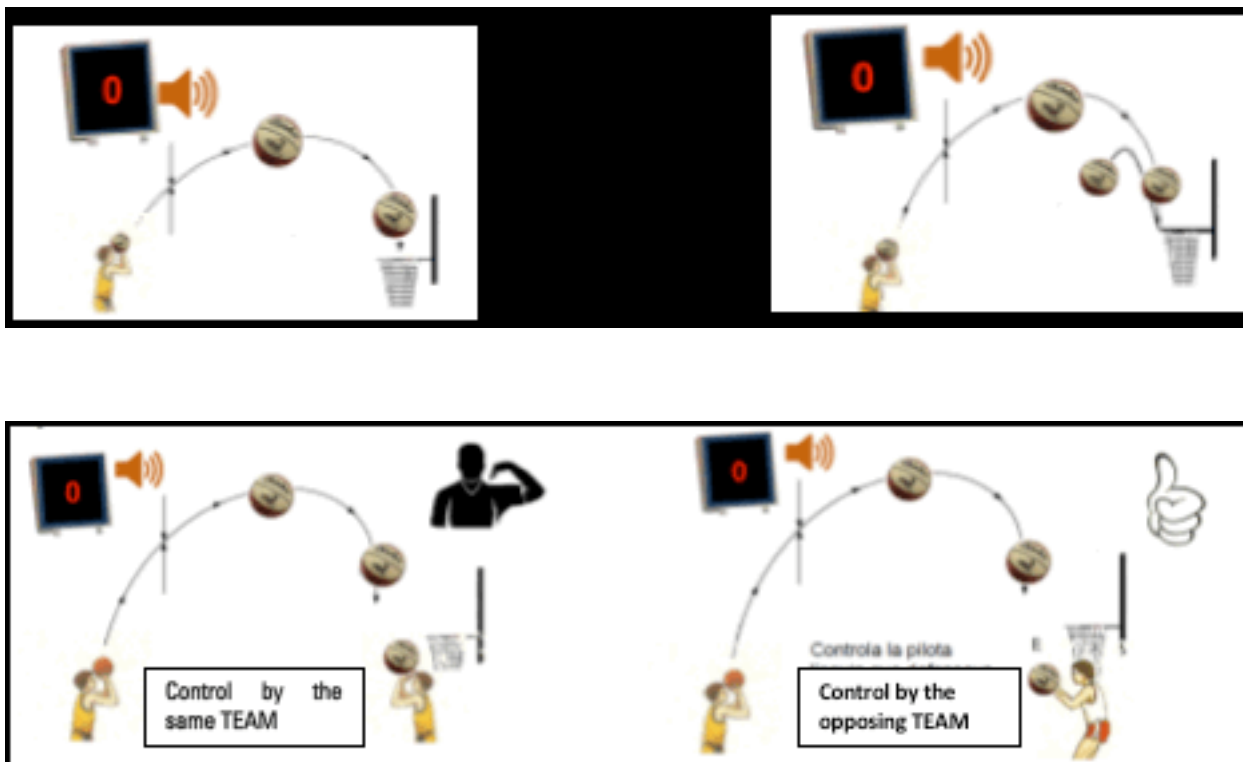 0
0
0
0
Controla la pilota
Control by the
same TEAM
E
S
Control by the
opposing TEAM